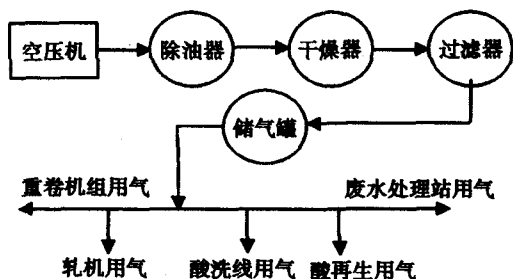 空压机 除油器 干燥器 过滤器
储气罐
重卷机组用气 废水处理站用气
轧机用气 酸洗线用气 酸再生用气